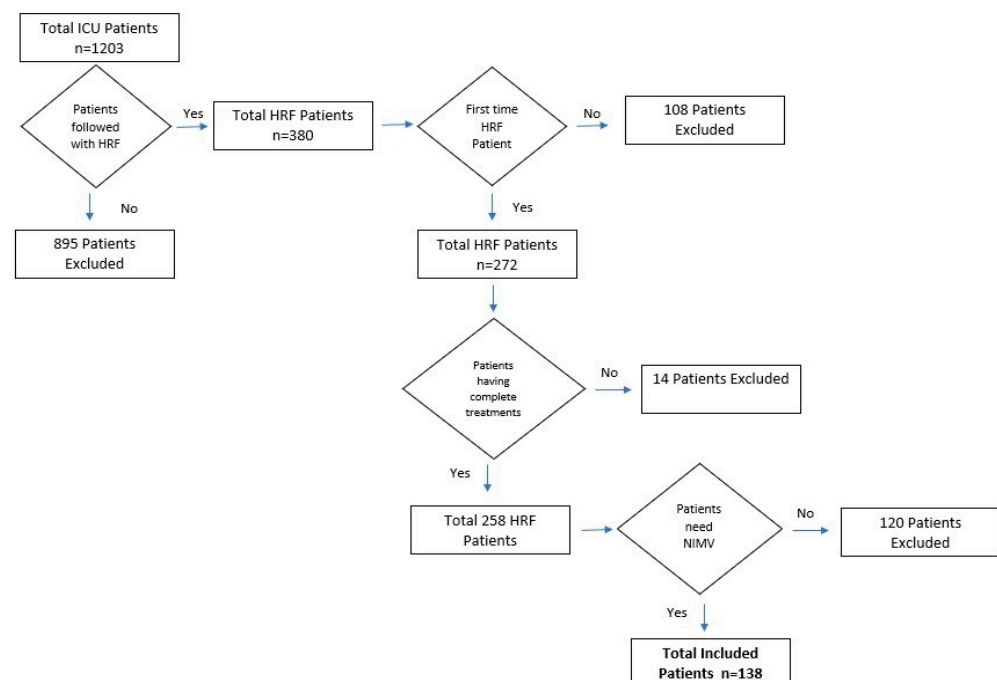 Total ICU Patients
n=1203
Patients
followed
with HRF
Yes
Total HRF Patients
n=380
First time
HRF
Patient
No
108 Patients
Excluded
No
895 Patients
Excluded
Yes
Total HRF Patients
n=272
Patients
having
complete
treatments
No
14 Patients Excluded
Yes
Total 258 HRF
Patients
Patients
need
NIMV
No
120 Patients
Excluded
Yes
Total Included
Patients n=138